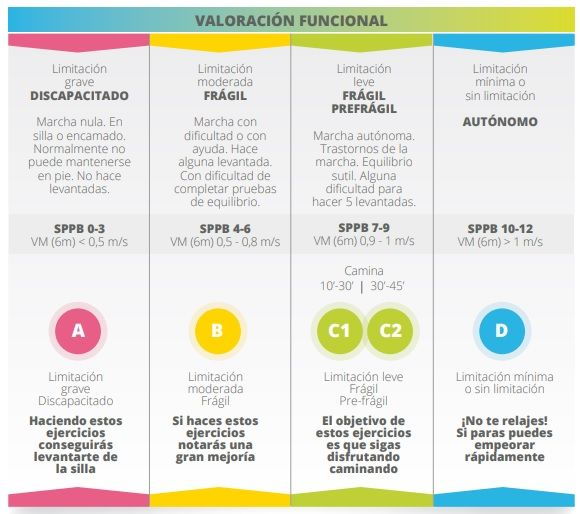 VALORACIÓN FUNCIONAL
Limitación
grave
DISCAPACITADO
Marcha nula. En
silla o encamado.
Normalmente no
puede mantenerse
en pie. No hace
levantadas.
SPPB 0-3
VM (6m) < 0,5 m/s
A
Limitación
grave
Discapacitado
Haciendo estos
ejercicios
conseguirás
levantarte de
la silla
Limitación
moderada
FRÁGIL
Marcha con
dificultad o con
ayuda. Hace
alguna levantada.
Con dificultad de
completar pruebas
de equilibrio.
SPPB 4-6
VM (6m) 0,5 - 0,8 m/s
B
Limitación
moderada
Frágil
Si haces estos
ejercicios
notarás una
gran mejoría
Limitación
leve
FRÁGIL
PREFRÁGIL
Marcha autónoma.
Trastornos de la
marcha. Equilibrio
sutil. Alguna
dificultad para
hacer 5 levantadas.
SPPB 7-9
VM (6m) 0,9 - 1 m/s
Camina
10'-30' | 30'-45'
C1 C2
Limitación leve
Frágil
Pre-frágil
El objetivo de
estos ejercicios
es que sigas
disfrutando
caminando
Limitación
mínima o
sin limitación
AUTÓNOMO
SPPB 10-12
VM (6m) > 1 m/s
D
Limitación mínima
o sin limitación
¡No te relajes!
Si paras puedes
empeorar
rápidamente